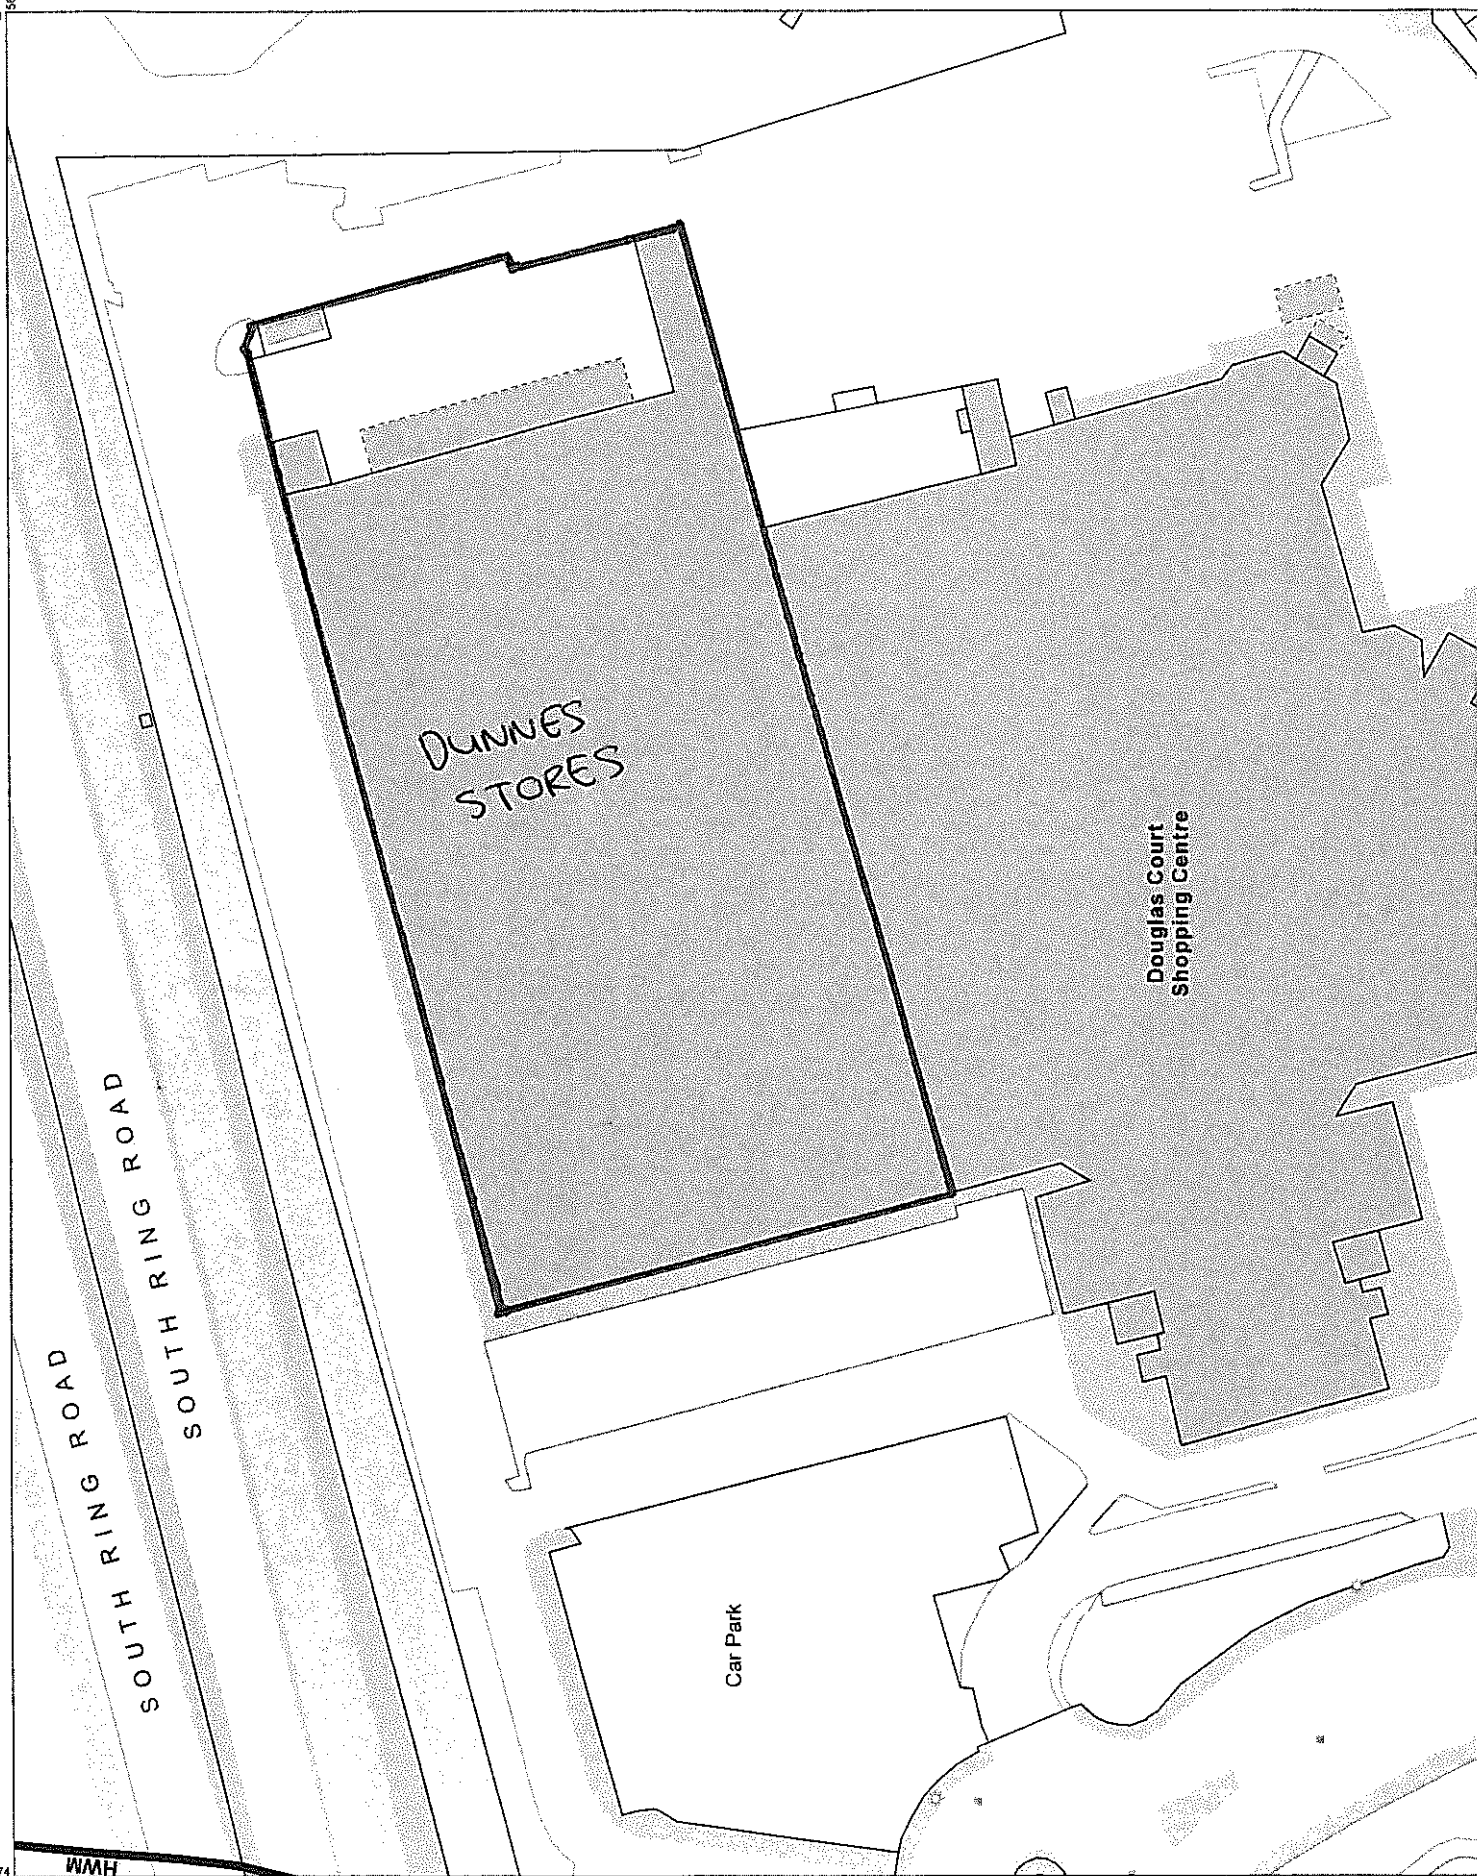 DUNNES
STORES
Douglas Court
Shopping Centre
SOUTH RING ROAD
SOUTH RING ROAD
Car Park
HWM